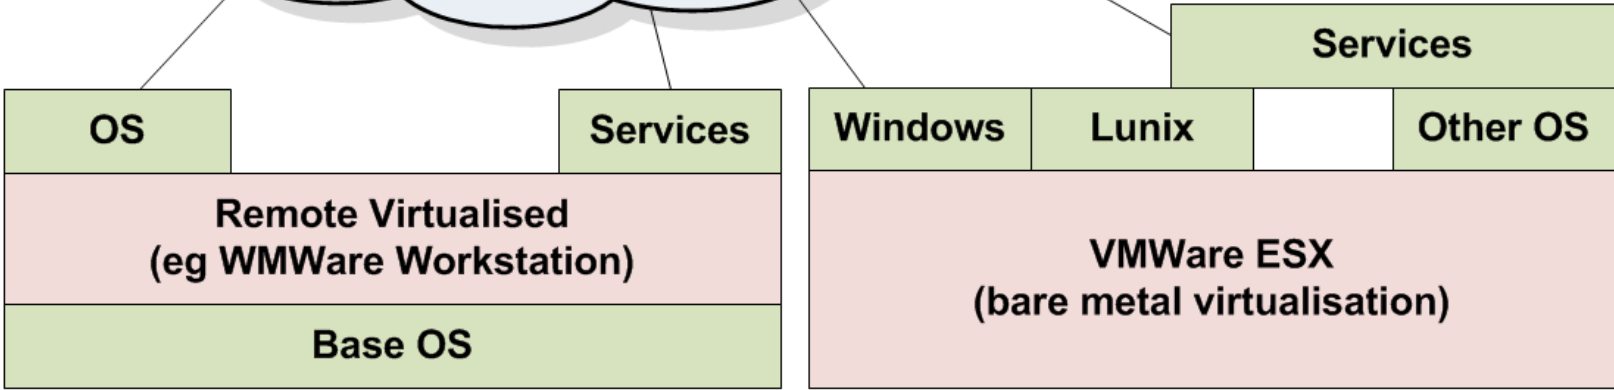 Services
OS
Services
Windows
Lunix
Other OS
Remote Virtualised
(eg WMWare Workstation)
VMWare ESX
(bare metal virtualisation)
Base OS